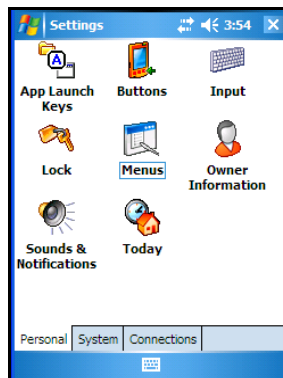 Settings 3:54
App Launch Keys
Buttons
Input
Lock
Menus
Owner Information
Sounds & Notifications
Today
Personal System Connections